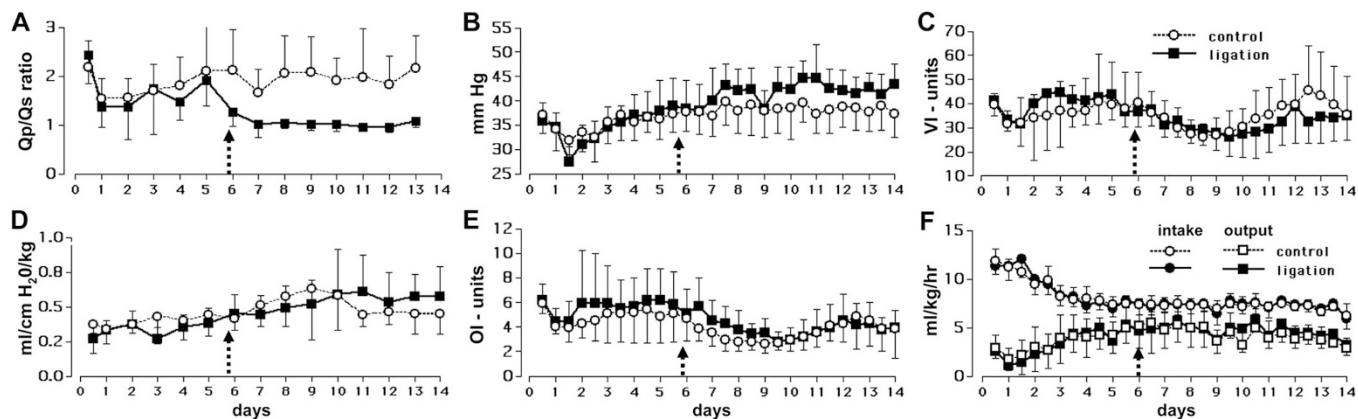 A
Qp/Qs ratio
3
2
1
0
0 1 2 3 4 5 6 7 8 9 10 11 12 13 14
B
mm Hg
55
50
45
40
35
30
25
0 1 2 3 4 5 6 7 8 9 10 11 12 13 14
C
VI - units
70
60
50
40
30
20
10
control
ligation
0 1 2 3 4 5 6 7 8 9 10 11 12 13 14
D
ml/cm H₂0/kg
1.0
0.8
0.5
0.2
0.0
0 1 2 3 4 5 6 7 8 9 10 11 12 13 14
days
E
OI - units
12
10
8
6
4
2
0
0 1 2 3 4 5 6 7 8 9 10 11 12 13 14
days
F
ml/kg/hr
15
10
5
0
intake output
control
ligation
0 1 2 3 4 5 6 7 8 9 10 11 12 13 14
days